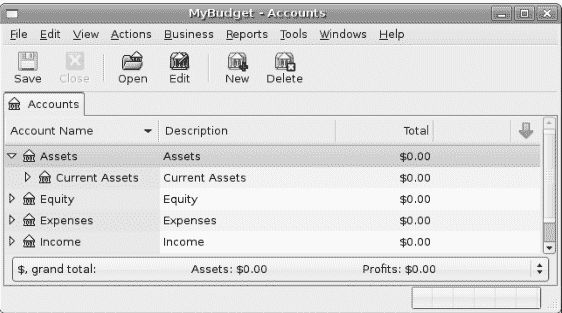 MyBudget - Accounts
File Edit View Actions Business Reports Tools Windows Help
Save Close Open Edit New Delete
Accounts
Account Name Description Total
Assets Assets $0.00
Current Assets Current Assets $0.00
Equity Equity $0.00
Expenses Expenses $0.00
Income Income $0.00
$, grand total: Assets: $0.00 Profits: $0.00